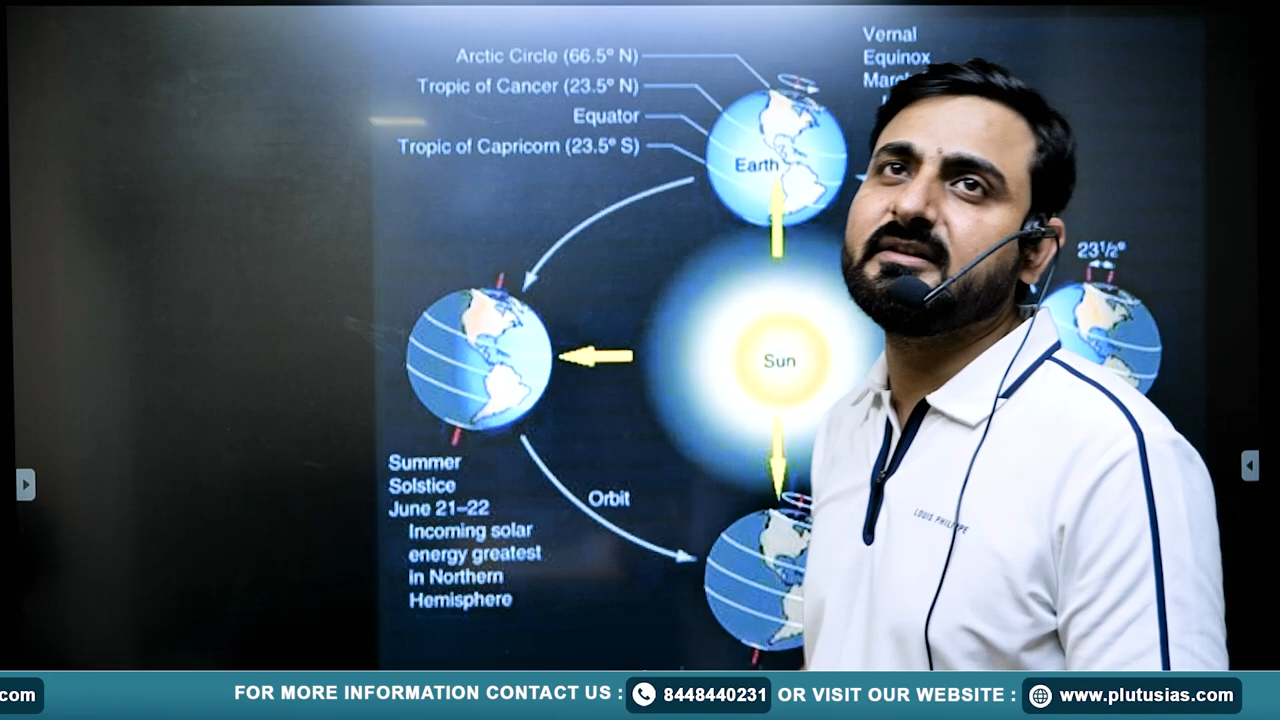 Arctic Circle (66.5° N)
Tropic of Cancer (23.5° N)
Equator
Tropic of Capricorn (23.5° S)
Vernal
Equinox
Earth
23½°
Sun
Summer
Solstice
June 21–22
Incoming solar
energy greatest
in Northern
Hemisphere
Orbit
LOUIS PHILIPPE
.com
FOR MORE INFORMATION CONTACT US : 8448440231 OR VISIT OUR WEBSITE : www.plutusias.com